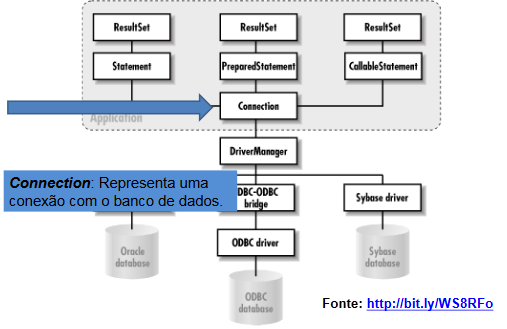 ResultSet ResultSet ResultSet
Statement PreparedStatement CallableStatement
Connection
Application
DriverManager
Connection: Representa uma
conexão com o banco de dados.
DBC-ODBC
bridge
Sybase driver
ODBC driver
Oracle
database
Sybase
database
ODBC
database
Fonte: http://bit.ly/WS8RFo